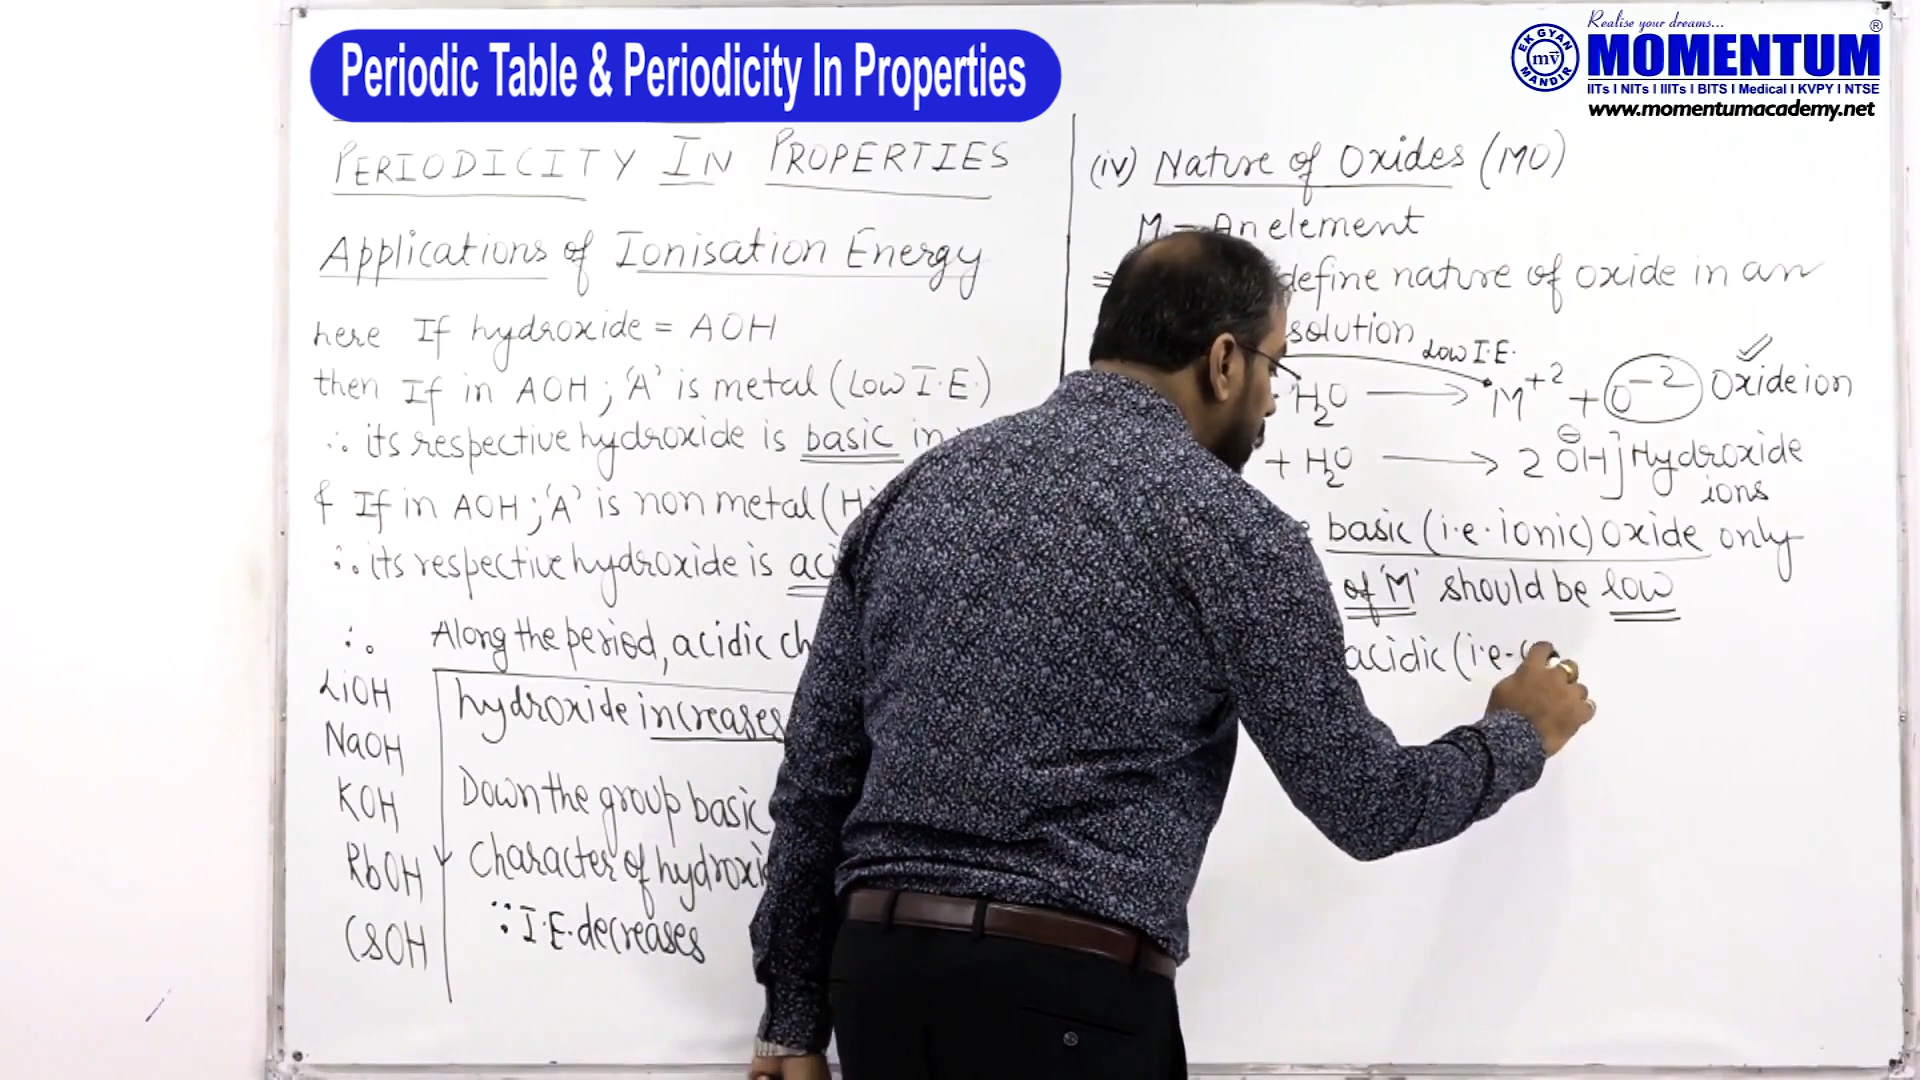 Periodic Table & Periodicity In Properties
Realise your dreams...
EK GYAN MANDIR
mv
MOMENTUM®
IITs I NITs I IIITs I BITS I Medical I KVPY I NTSE
www.momentumacademy.net
PERIODICITY IN PROPERTIES
Applications of Ionisation Energy
here If hydroxide = AOH
then If in AOH ; 'A' is metal (Low I.E.)
∴ its respective hydroxide is basic in
& If in AOH ; 'A' is non metal (
∴ its respective hydroxide is
∴ Along the period, acidic
hydroxide increases
LiOH
NaOH
KOH
RbOH
CsOH
Down the group basic
Character of
∵ I.E. decreases
(iv) Nature of Oxides (MO)
M – An element
⇒ define nature of oxide in an
solution
Low I.E.
H2O ⟶ M+2 + O−2 Oxide ion
+ H2O ⟶ 2 ⊖OH] Hydroxide ions
basic (i.e. ionic) Oxide only
of 'M' should be low
acidic (i.e.